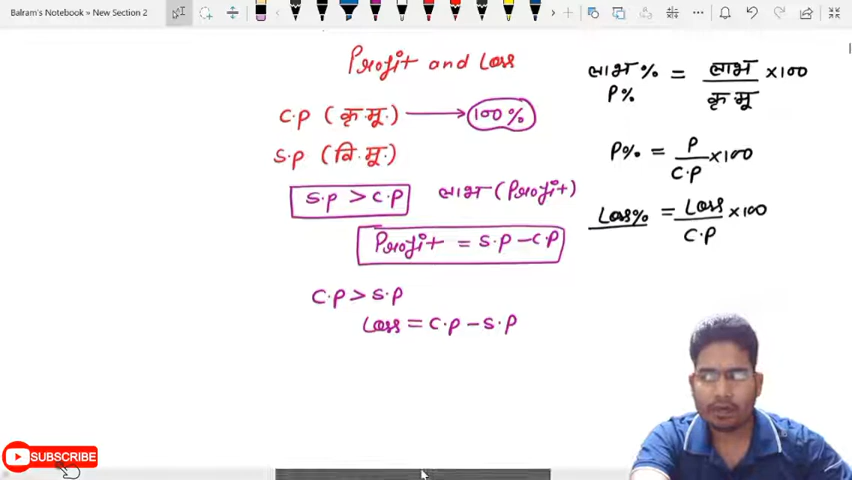 Balram's Notebook » New Section 2
Profit and Loss
C.P (क्र.मू.) → 100%
S.P (वि.मू.)
S.P > C.P लाभ (Profit)
Profit = S.P – C.P
C.P > S.P
Loss = C.P – S.P
लाभ % = लाभ/क्र मू ×100
P%
P% = P/C.P ×100
Loss% = Loss/C.P ×100
SUBSCRIBE